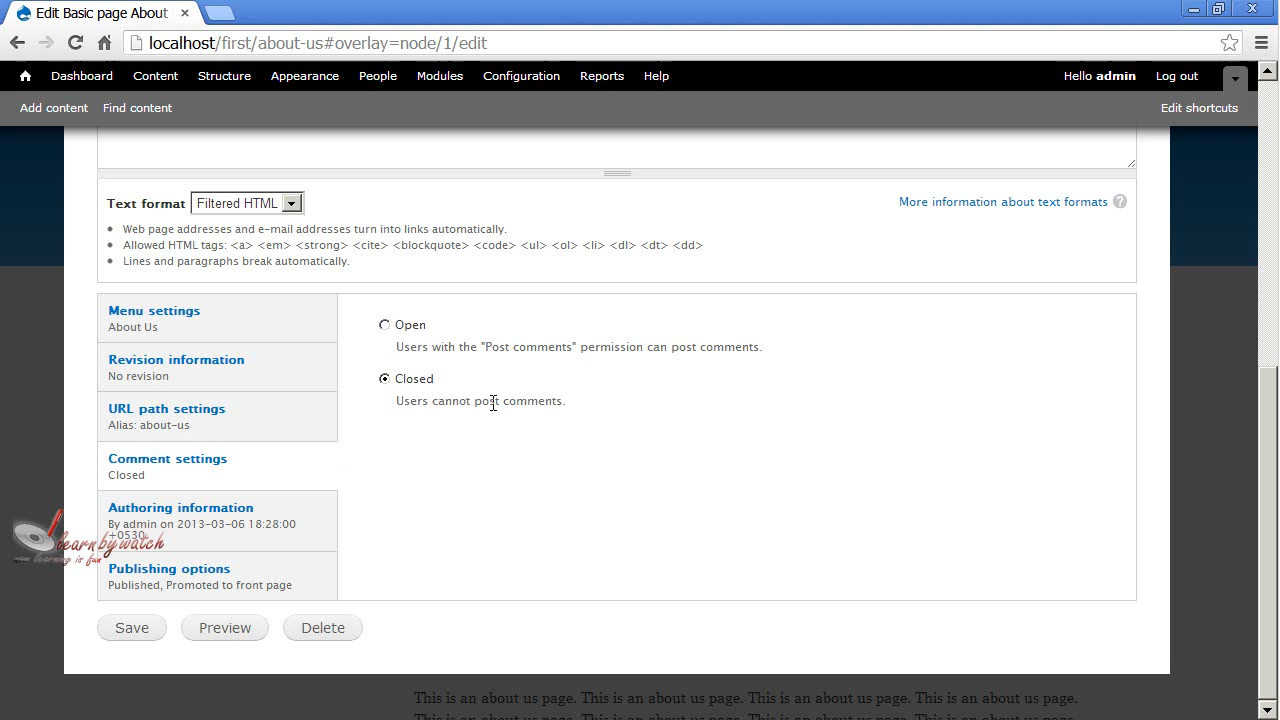 Edit Basic page About
localhost/first/about-us#overlay=node/1/edit
Dashboard Content Structure Appearance People Modules Configuration Reports Help Hello admin Log out
Add content Find content Edit shortcuts
Text format Filtered HTML More information about text formats ?
Web page addresses and e-mail addresses turn into links automatically.
Allowed HTML tags: <a> <em> <strong> <cite> <blockquote> <code> <ul> <ol> <li> <dl> <dt> <dd>
Lines and paragraphs break automatically.
Menu settings
About Us
Revision information
No revision
URL path settings
Alias: about-us
Comment settings
Closed
Authoring information
By admin on 2013-03-06 18:28:00
+0530
Publishing options
Published, Promoted to front page
Open
Users with the "Post comments" permission can post comments.
Closed
Users cannot post comments.
learnbywatch
learning is fun
Save Preview Delete
This is an about us page. This is an about us page. This is an about us page. This is an about us page.